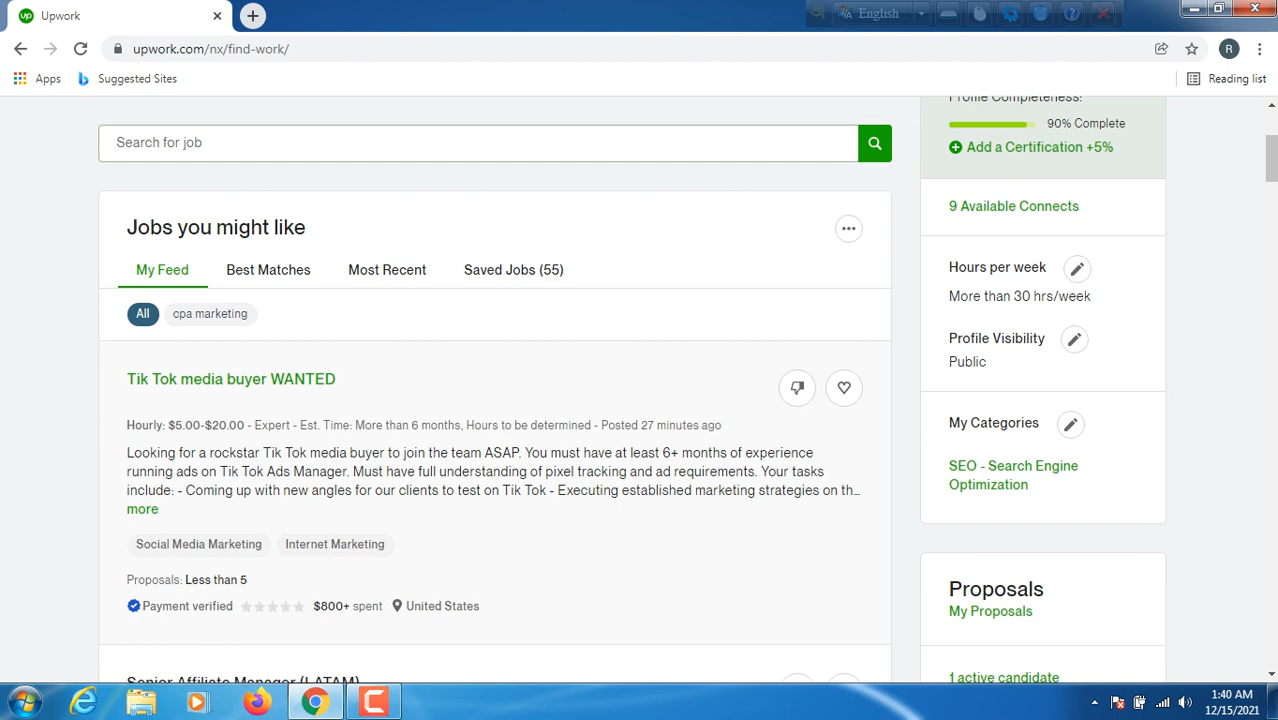 Upwork
English
upwork.com/nx/find-work/
R
Apps
Suggested Sites
Reading list
Search for job
Profile Completeness:
90% Complete
Add a Certification +5%
9 Available Connects
Hours per week
More than 30 hrs/week
Profile Visibility
Public
My Categories
SEO - Search Engine
Optimization
Proposals
My Proposals
1 active candidate
Jobs you might like
My Feed Best Matches Most Recent Saved Jobs (55)
All cpa marketing
Tik Tok media buyer WANTED
Hourly: $5.00-$20.00 - Expert - Est. Time: More than 6 months, Hours to be determined - Posted 27 minutes ago
Looking for a rockstar Tik Tok media buyer to join the team ASAP. You must have at least 6+ months of experience
running ads on Tik Tok Ads Manager. Must have full understanding of pixel tracking and ad requirements. Your tasks
include: - Coming up with new angles for our clients to test on Tik Tok - Executing established marketing strategies on th...
more
Social Media Marketing Internet Marketing
Proposals: Less than 5
Payment verified $800+ spent United States
Senior Affiliate Manager (LATAM)
1:40 AM
12/15/2021